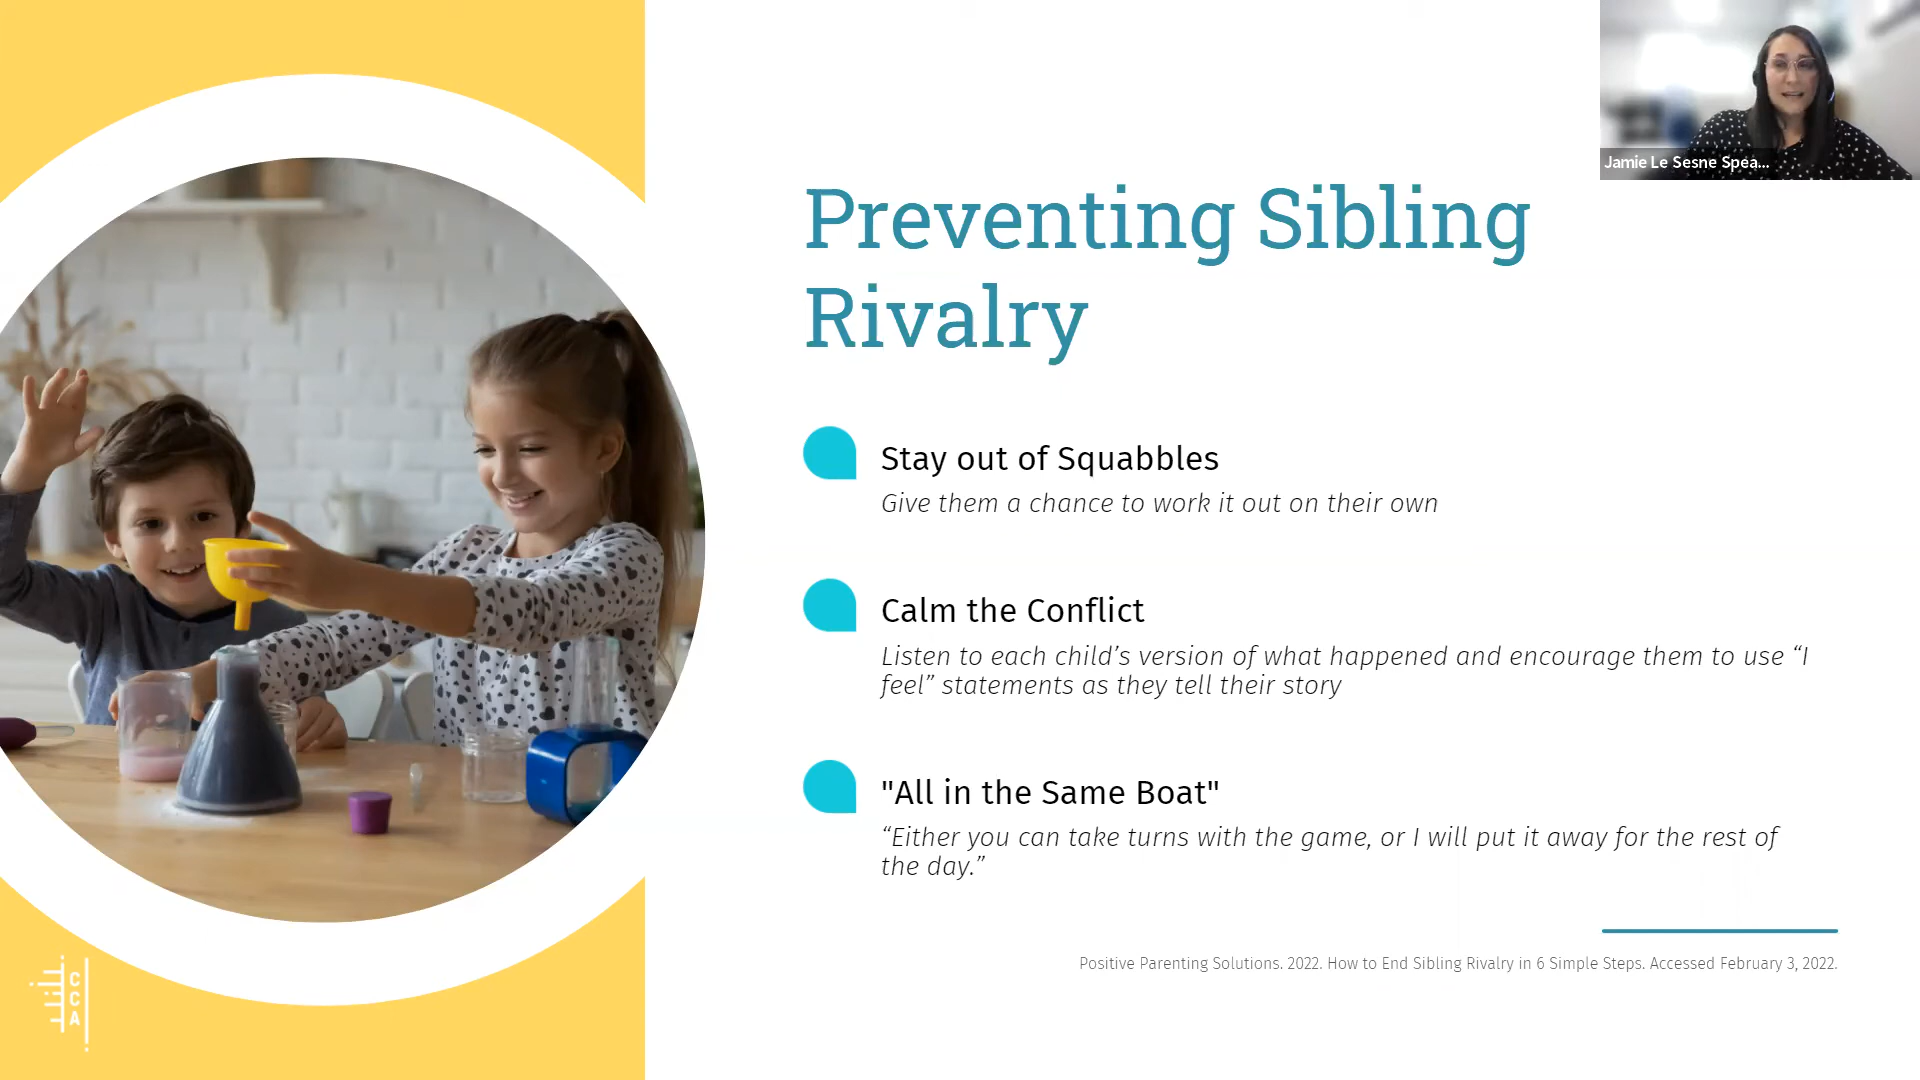 Jamie Le Sesne Spea...
Preventing Sibling
Rivalry
Stay out of Squabbles
Give them a chance to work it out on their own
Calm the Conflict
Listen to each child’s version of what happened and encourage them to use “I
feel” statements as they tell their story
"All in the Same Boat"
“Either you can take turns with the game, or I will put it away for the rest of
the day.”
Positive Parenting Solutions. 2022. How to End Sibling Rivalry in 6 Simple Steps. Accessed February 3, 2022.
CCA